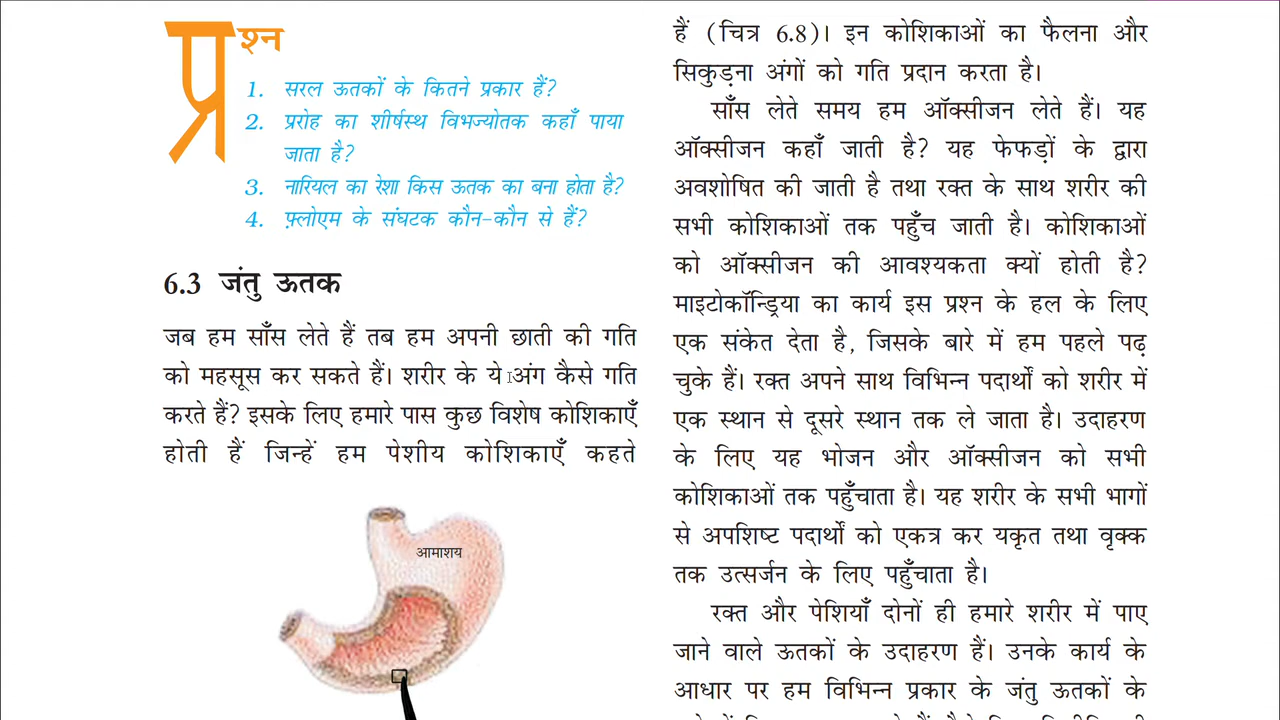 प्रश्न
1. सरल ऊतकों के कितने प्रकार हैं?
2. प्ररोह का शीर्षस्थ विभज्योतक कहाँ पाया
जाता है?
3. नारियल का रेशा किस ऊतक का बना होता है?
4. फ़्लोएम के संघटक कौन-कौन से हैं?
6.3 जंतु ऊतक
जब हम साँस लेते हैं तब हम अपनी छाती की गति
को महसूस कर सकते हैं। शरीर के ये अंग कैसे गति
करते हैं? इसके लिए हमारे पास कुछ विशेष कोशिकाएँ
होती हैं जिन्हें हम पेशीय कोशिकाएँ कहते
आमाशय
हैं (चित्र 6.8)। इन कोशिकाओं का फैलना और
सिकुड़ना अंगों को गति प्रदान करता है।
साँस लेते समय हम ऑक्सीजन लेते हैं। यह
ऑक्सीजन कहाँ जाती है? यह फेफड़ों के द्वारा
अवशोषित की जाती है तथा रक्त के साथ शरीर की
सभी कोशिकाओं तक पहुँच जाती है। कोशिकाओं
को ऑक्सीजन की आवश्यकता क्यों होती है?
माइटोकॉन्ड्रिया का कार्य इस प्रश्न के हल के लिए
एक संकेत देता है, जिसके बारे में हम पहले पढ़
चुके हैं। रक्त अपने साथ विभिन्न पदार्थों को शरीर में
एक स्थान से दूसरे स्थान तक ले जाता है। उदाहरण
के लिए यह भोजन और ऑक्सीजन को सभी
कोशिकाओं तक पहुँचाता है। यह शरीर के सभी भागों
से अपशिष्ट पदार्थों को एकत्र कर यकृत तथा वृक्क
तक उत्सर्जन के लिए पहुँचाता है।
रक्त और पेशियाँ दोनों ही हमारे शरीर में पाए
जाने वाले ऊतकों के उदाहरण हैं। उनके कार्य के
आधार पर हम विभिन्न प्रकार के जंतु ऊतकों के